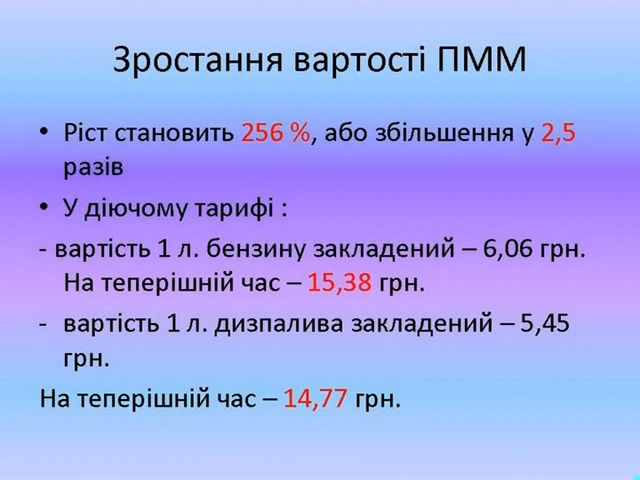 Зростання вартості ПММ
• Ріст становить 256 %, або збільшення у 2,5
разів
• У діючому тарифі :
- вартість 1 л. бензину закладений – 6,06 грн.
На теперішній час – 15,38 грн.
- вартість 1 л. дизпалива закладений – 5,45
грн.
На теперішній час – 14,77 грн.